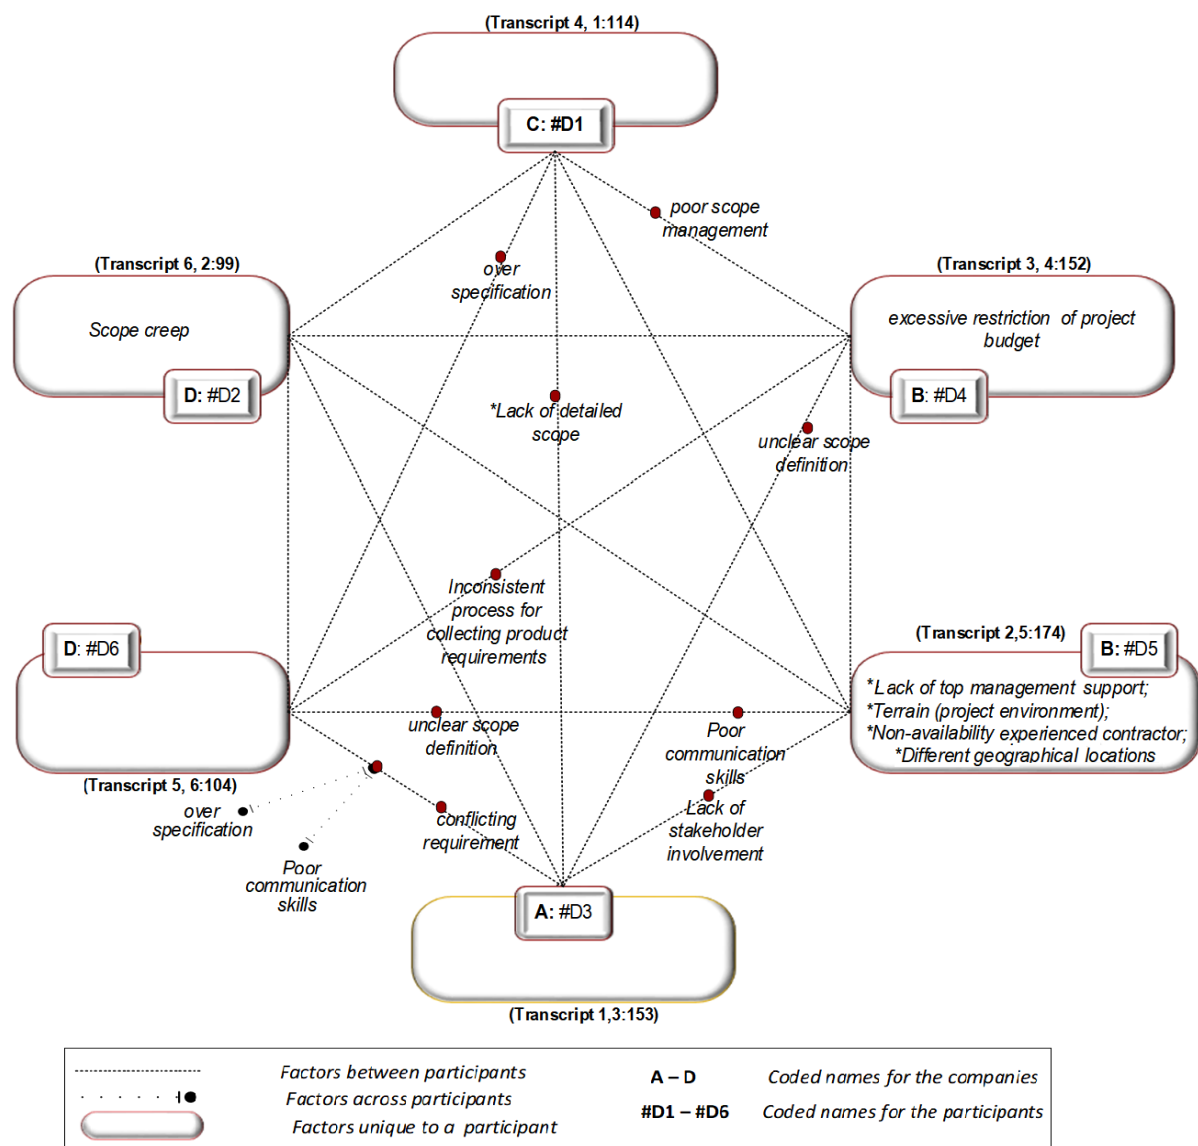 (Transcript 4, 1:114)
C: #D1
poor scope
management
over
specification
(Transcript 6, 2:99)
Scope creep
D: #D2
(Transcript 3, 4:152)
excessive restriction of project
budget
B: #D4
*Lack of detailed
scope
unclear scope
definition
Inconsistent
process for
collecting product
requirements
D: #D6
(Transcript 5, 6:104)
(Transcript 2,5:174)
B: #D5
*Lack of top management support;
*Terrain (project environment);
*Non-availability experienced contractor;
*Different geographical locations
unclear scope
definition
Poor
communication
skills
over
specification
Poor
communication
skills
conflicting
requirement
Lack of
stakeholder
involvement
A: #D3
(Transcript 1,3:153)
Factors between participants
Factors across participants
Factors unique to a participant
A – D
Coded names for the companies
#D1 – #D6
Coded names for the participants